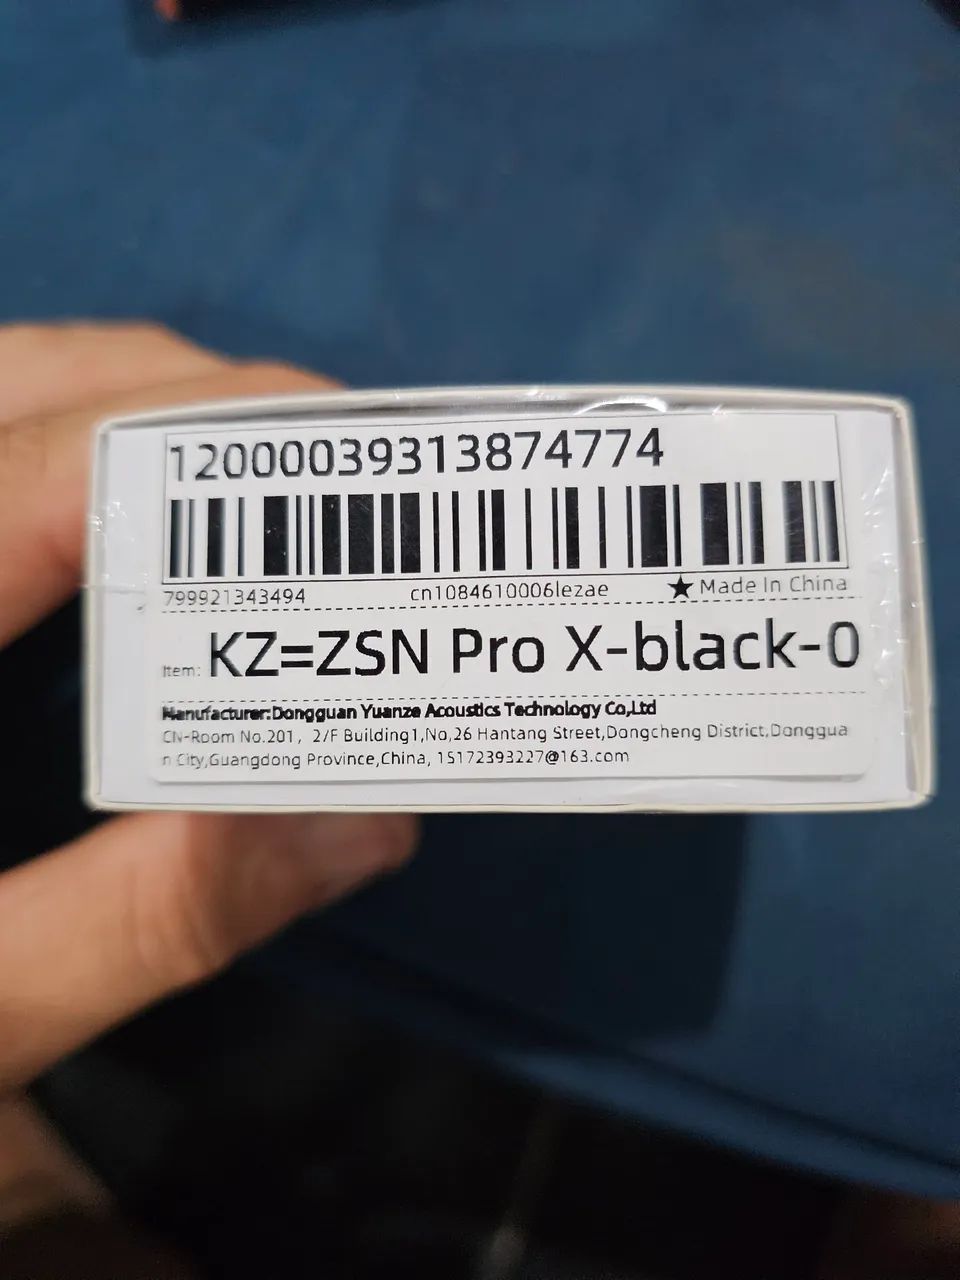 12000039313874774
799921343494 cn1084610006lezae ★ Made In China
Item: KZ=ZSN Pro X-black-0
Manufacturer:Dongguan Yuanze Acoustics Technology Co,Ltd
CN-Room No.201, 2/F Building1,No,26 Hantang Street,Dongcheng District,Donggua
n City,Guangdong Province,China, 15172393227@163.com